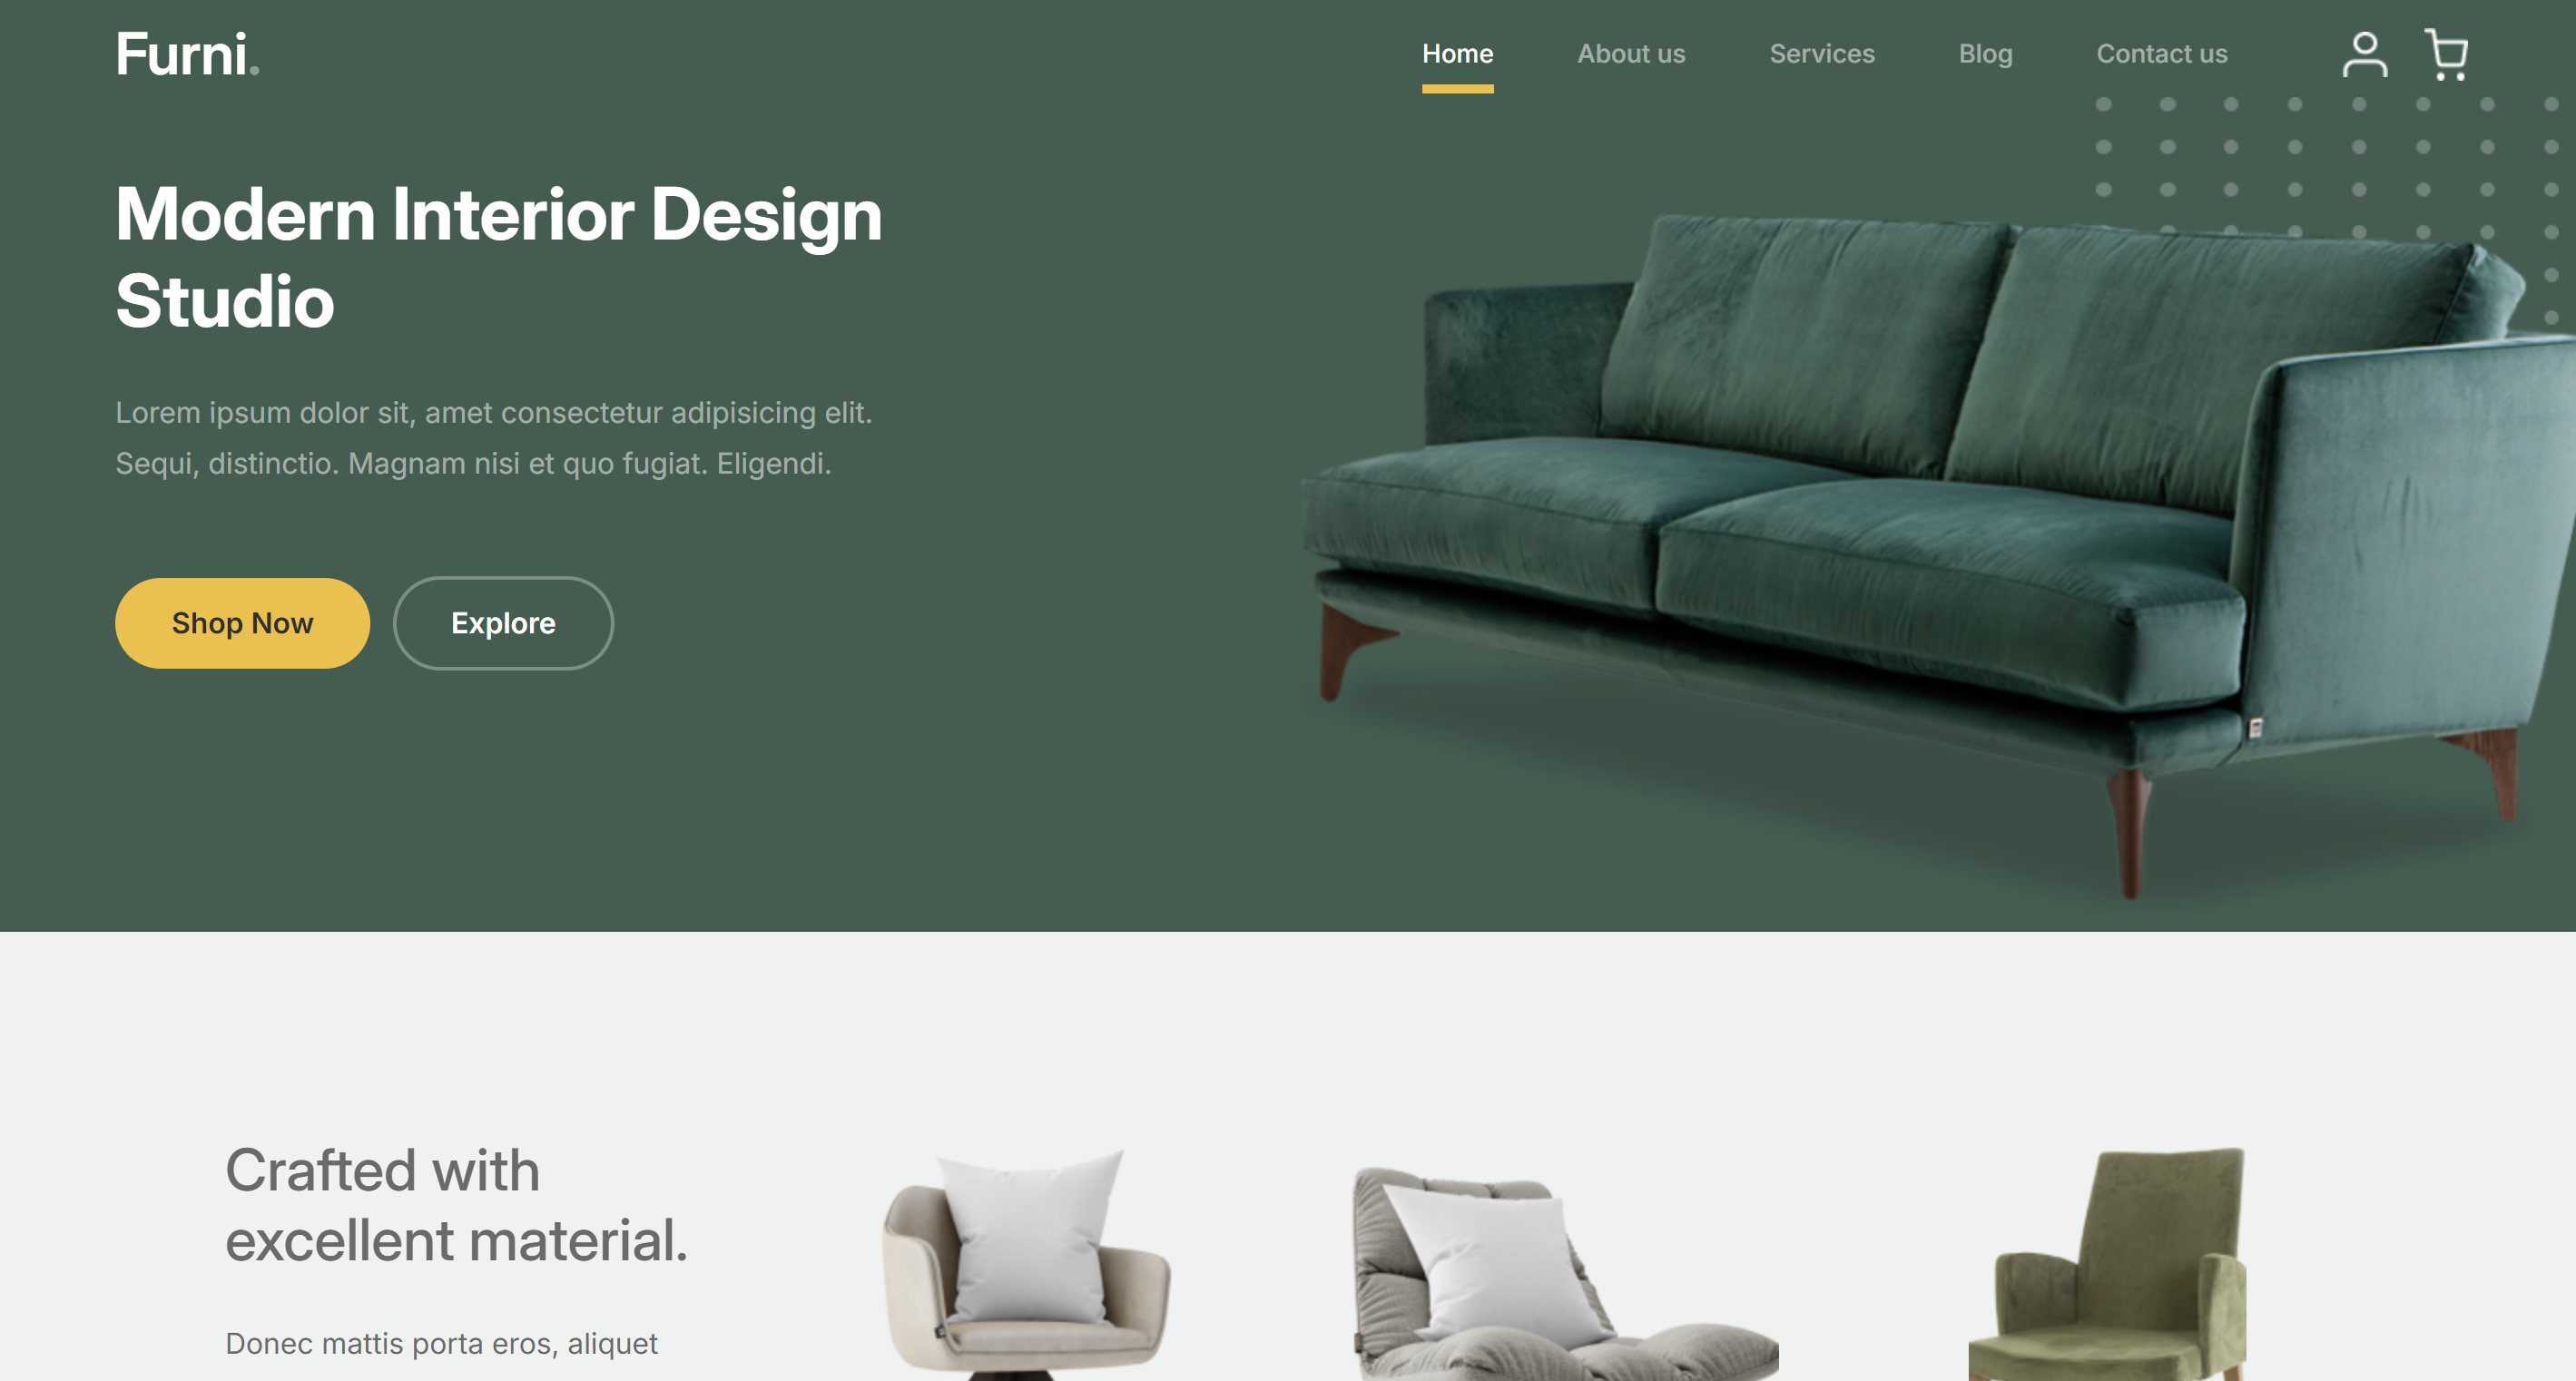 Furni.
Home
About us
Services
Blog
Contact us
Modern Interior Design
Studio
Lorem ipsum dolor sit, amet consectetur adipisicing elit.
Sequi, distinctio. Magnam nisi et quo fugiat. Eligendi.
Shop Now
Explore
Crafted with
excellent material.
Donec mattis porta eros, aliquet